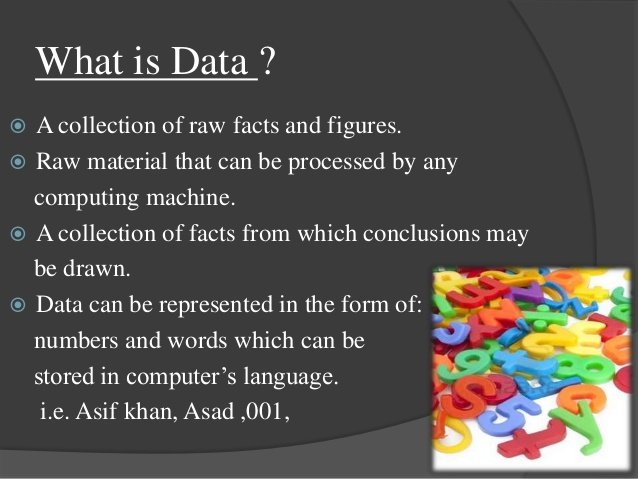 What is Data ?
A collection of raw facts and figures.
Raw material that can be processed by any
computing machine.
A collection of facts from which conclusions may
be drawn.
Data can be represented in the form of:
numbers and words which can be
stored in computer’s language.
i.e. Asif khan, Asad ,001,